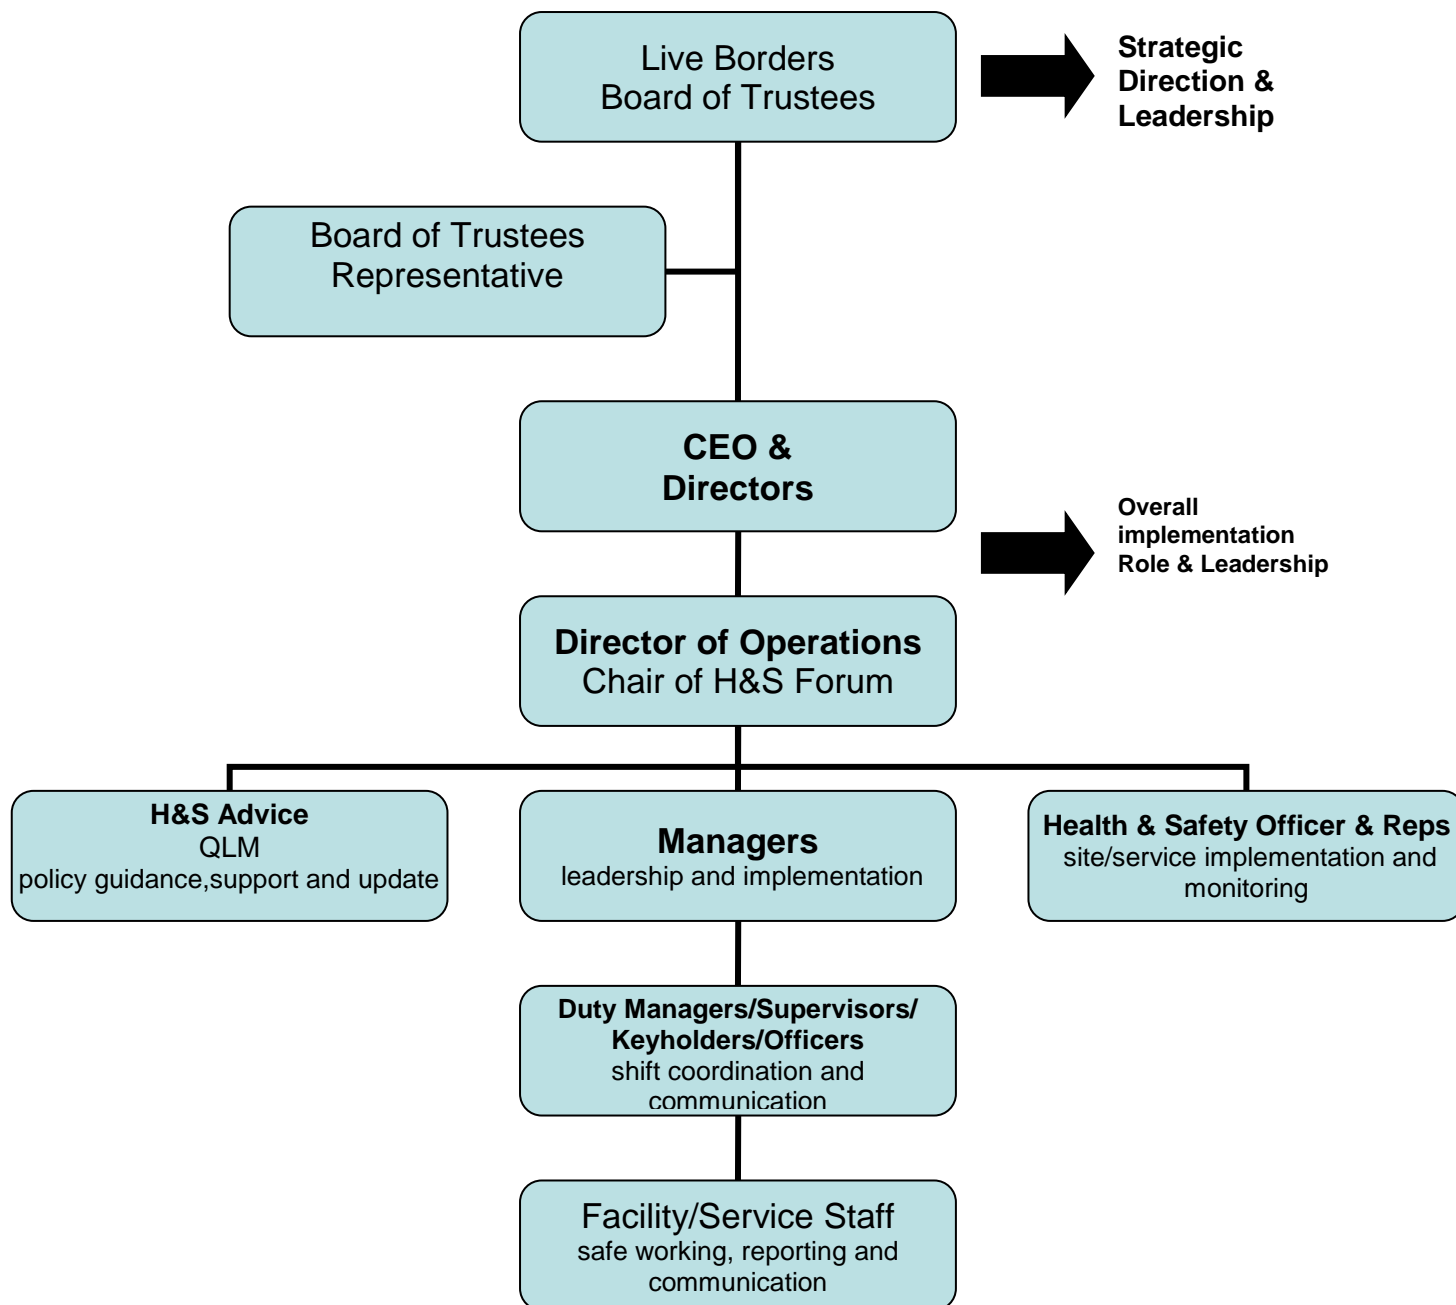 Live Borders
Board of Trustees
Strategic
Direction &
Leadership
Board of Trustees
Representative
CEO &
Directors
Overall
implementation
Role & Leadership
Director of Operations
Chair of H&S Forum
H&S Advice
QLM
policy guidance,support and update
Managers
leadership and implementation
Health & Safety Officer & Reps
site/service implementation and
monitoring
Duty Managers/Supervisors/
Keyholders/Officers
shift coordination and
communication
Facility/Service Staff
safe working, reporting and
communication